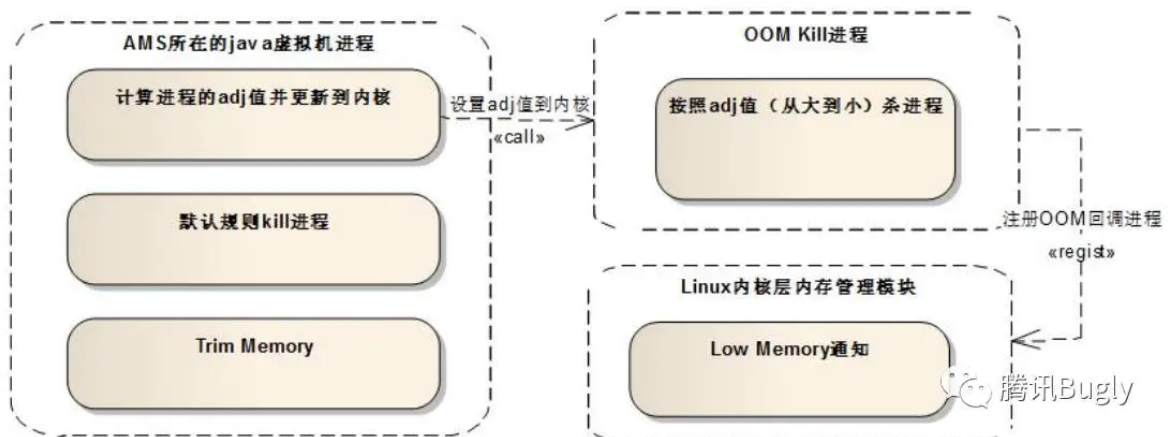 AMS所在的java虚拟机进程
计算进程的adj值并更新到内核
默认规则kill进程
Trim Memory
设置adj值到内核
«call»
OOM Kill进程
按照adj值（从大到小）杀进程
注册OOM回调进程
«regist»
Linux内核层内存管理模块
Low Memory通知
腾讯Bugly